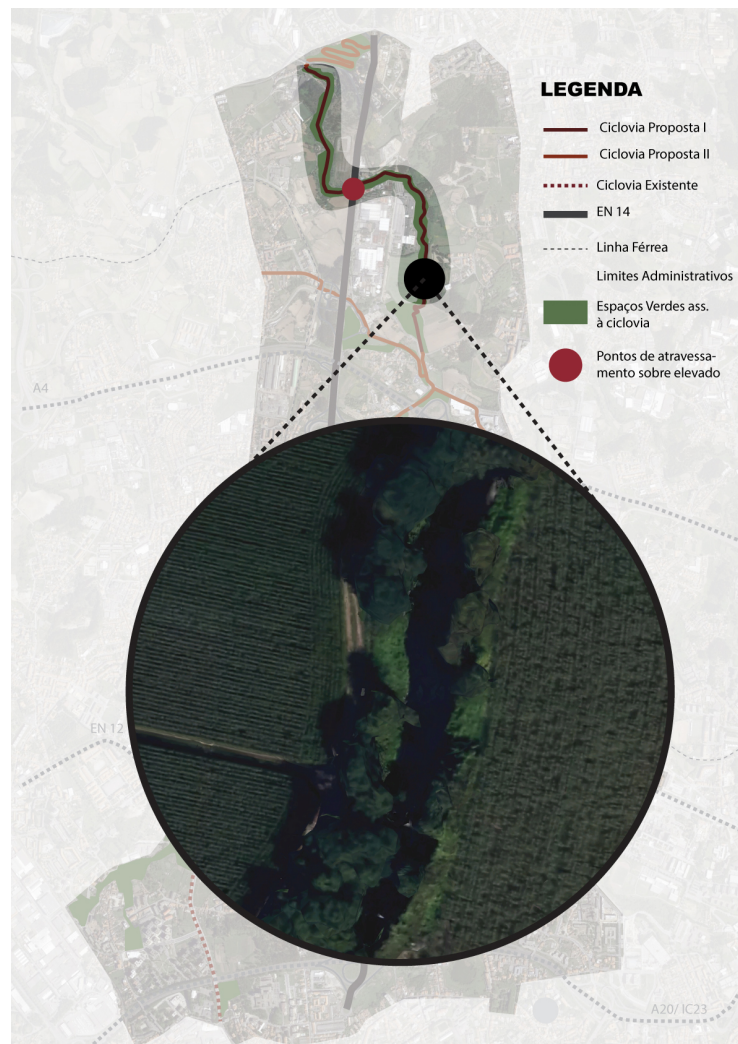 LEGENDA
Ciclovia Proposta I
Ciclovia Proposta II
Ciclovia Existente
EN 14
Linha Férrea
Limites Administrativos
Espaços Verdes ass.
à ciclovia
Pontos de atravessa-
mento sobre elevado
A4
EN 12
A20/ IC23